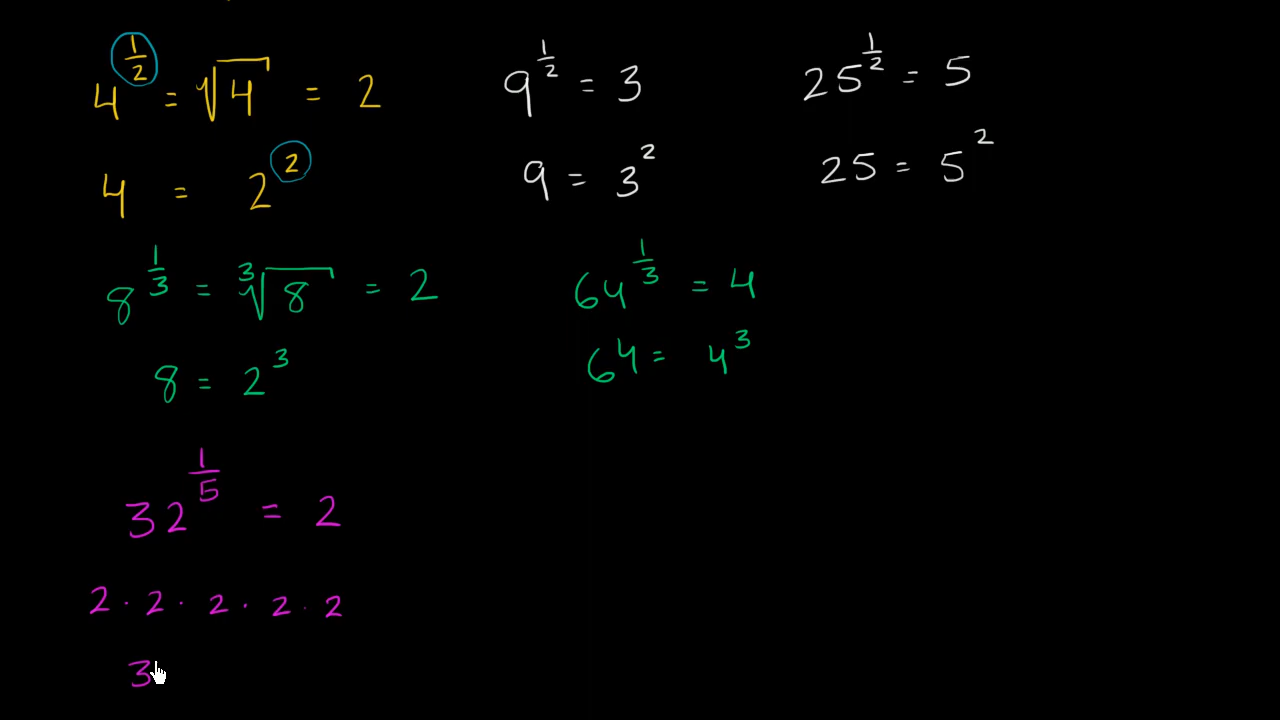 4^{1/2} = √4 = 2
9^{1/2} = 3
25^{1/2} = 5
4 = 2^2
9 = 3^2
25 = 5^2
8^{1/3} = ∛8 = 2
64^{1/3} = 4
8 = 2^3
64 = 4^3
32^{1/5} = 2
2 · 2 · 2 · 2 · 2
3